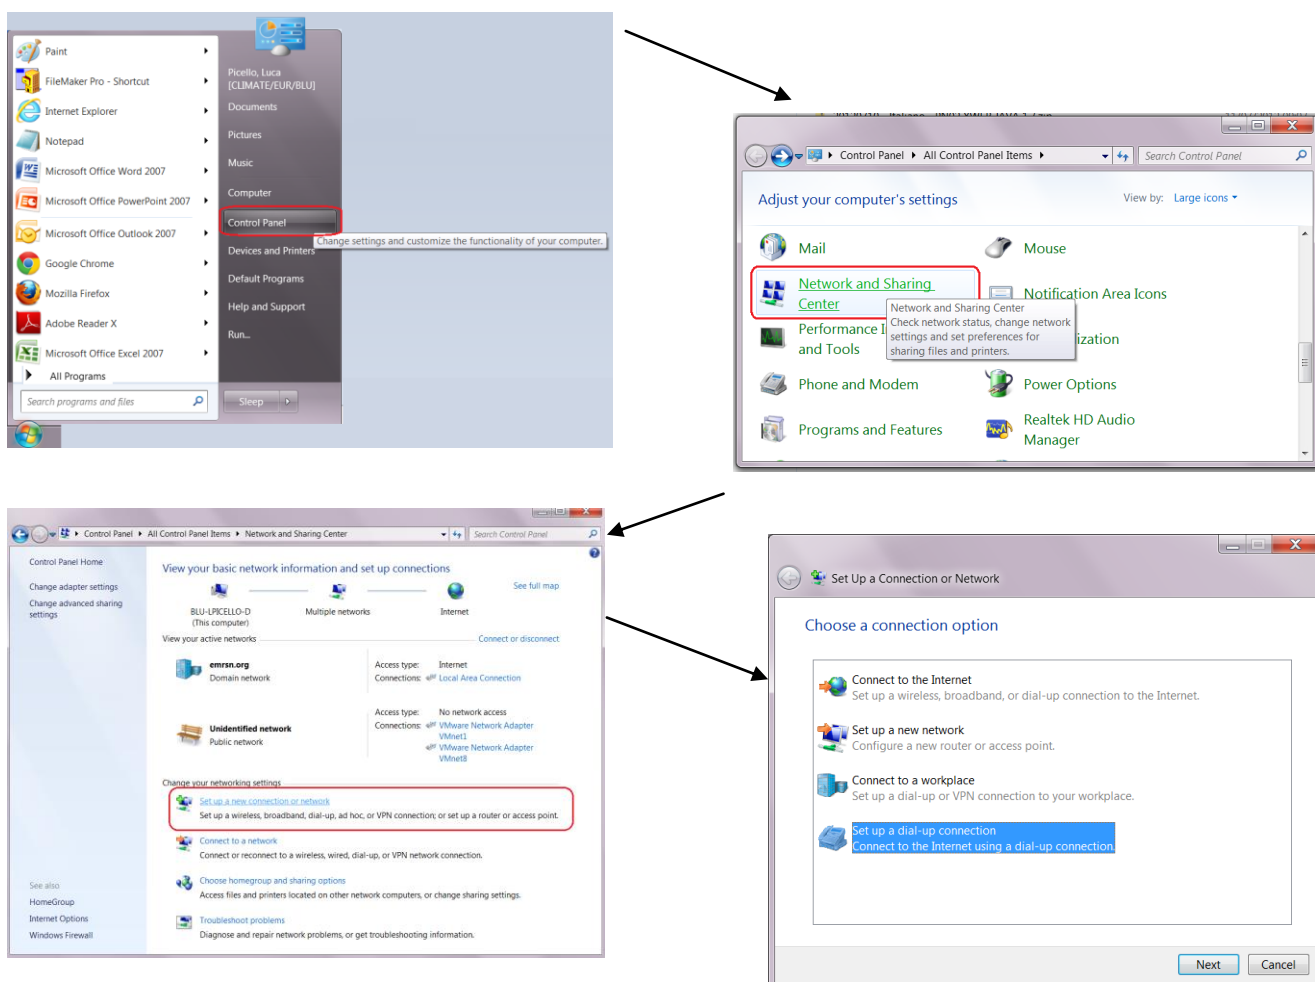 Paint
FileMaker Pro - Shortcut
Internet Explorer
Notepad
Microsoft Office Word 2007
Microsoft Office PowerPoint 2007
Microsoft Office Outlook 2007
Google Chrome
Mozilla Firefox
Adobe Reader X
Microsoft Office Excel 2007
All Programs
Search programs and files
Picello, Luca
[CLIMATE/EUR/BLU]
Documents
Pictures
Music
Computer
Control Panel
Change settings and customize the functionality of your computer.
Devices and Printers
Default Programs
Help and Support
Run...
Sleep
Control Panel All Control Panel Items Search Control Panel
Adjust your computer's settings
View by: Large icons
Mail
Mouse
Network and Sharing
Center
Notification Area Icons
Network and Sharing Center
Check network status, change network
settings and set preferences for
sharing files and printers.
Performance I
and Tools
ization
Phone and Modem
Power Options
Programs and Features
Realtek HD Audio
Manager
Control Panel All Control Panel Items Network and Sharing Center Search Control Panel
Control Panel Home
Change adapter settings
Change advanced sharing
settings
See also
HomeGroup
Internet Options
Windows Firewall
View your basic network information and set up connections
See full map
BLU-LPICELLO-D
(This computer)
Multiple networks
Internet
View your active networks
Connect or disconnect
emrsn.org
Domain network
Access type: Internet
Connections: Local Area Connection
Unidentified network
Public network
Access type: No network access
Connections: VMware Network Adapter
VMnet1
VMware Network Adapter
VMnet8
Change your networking settings
Set up a new connection or network
Set up a wireless, broadband, dial-up, ad hoc, or VPN connection; or set up a router or access point.
Connect to a network
Connect or reconnect to a wireless, wired, dial-up, or VPN network connection.
Choose homegroup and sharing options
Access files and printers located on other network computers, or change sharing settings.
Troubleshoot problems
Diagnose and repair network problems, or get troubleshooting information.
Set Up a Connection or Network
Choose a connection option
Connect to the Internet
Set up a wireless, broadband, or dial-up connection to the Internet.
Set up a new network
Configure a new router or access point.
Connect to a workplace
Set up a dial-up or VPN connection to your workplace.
Set up a dial-up connection
Connect to the Internet using a dial-up connection.
Next
Cancel